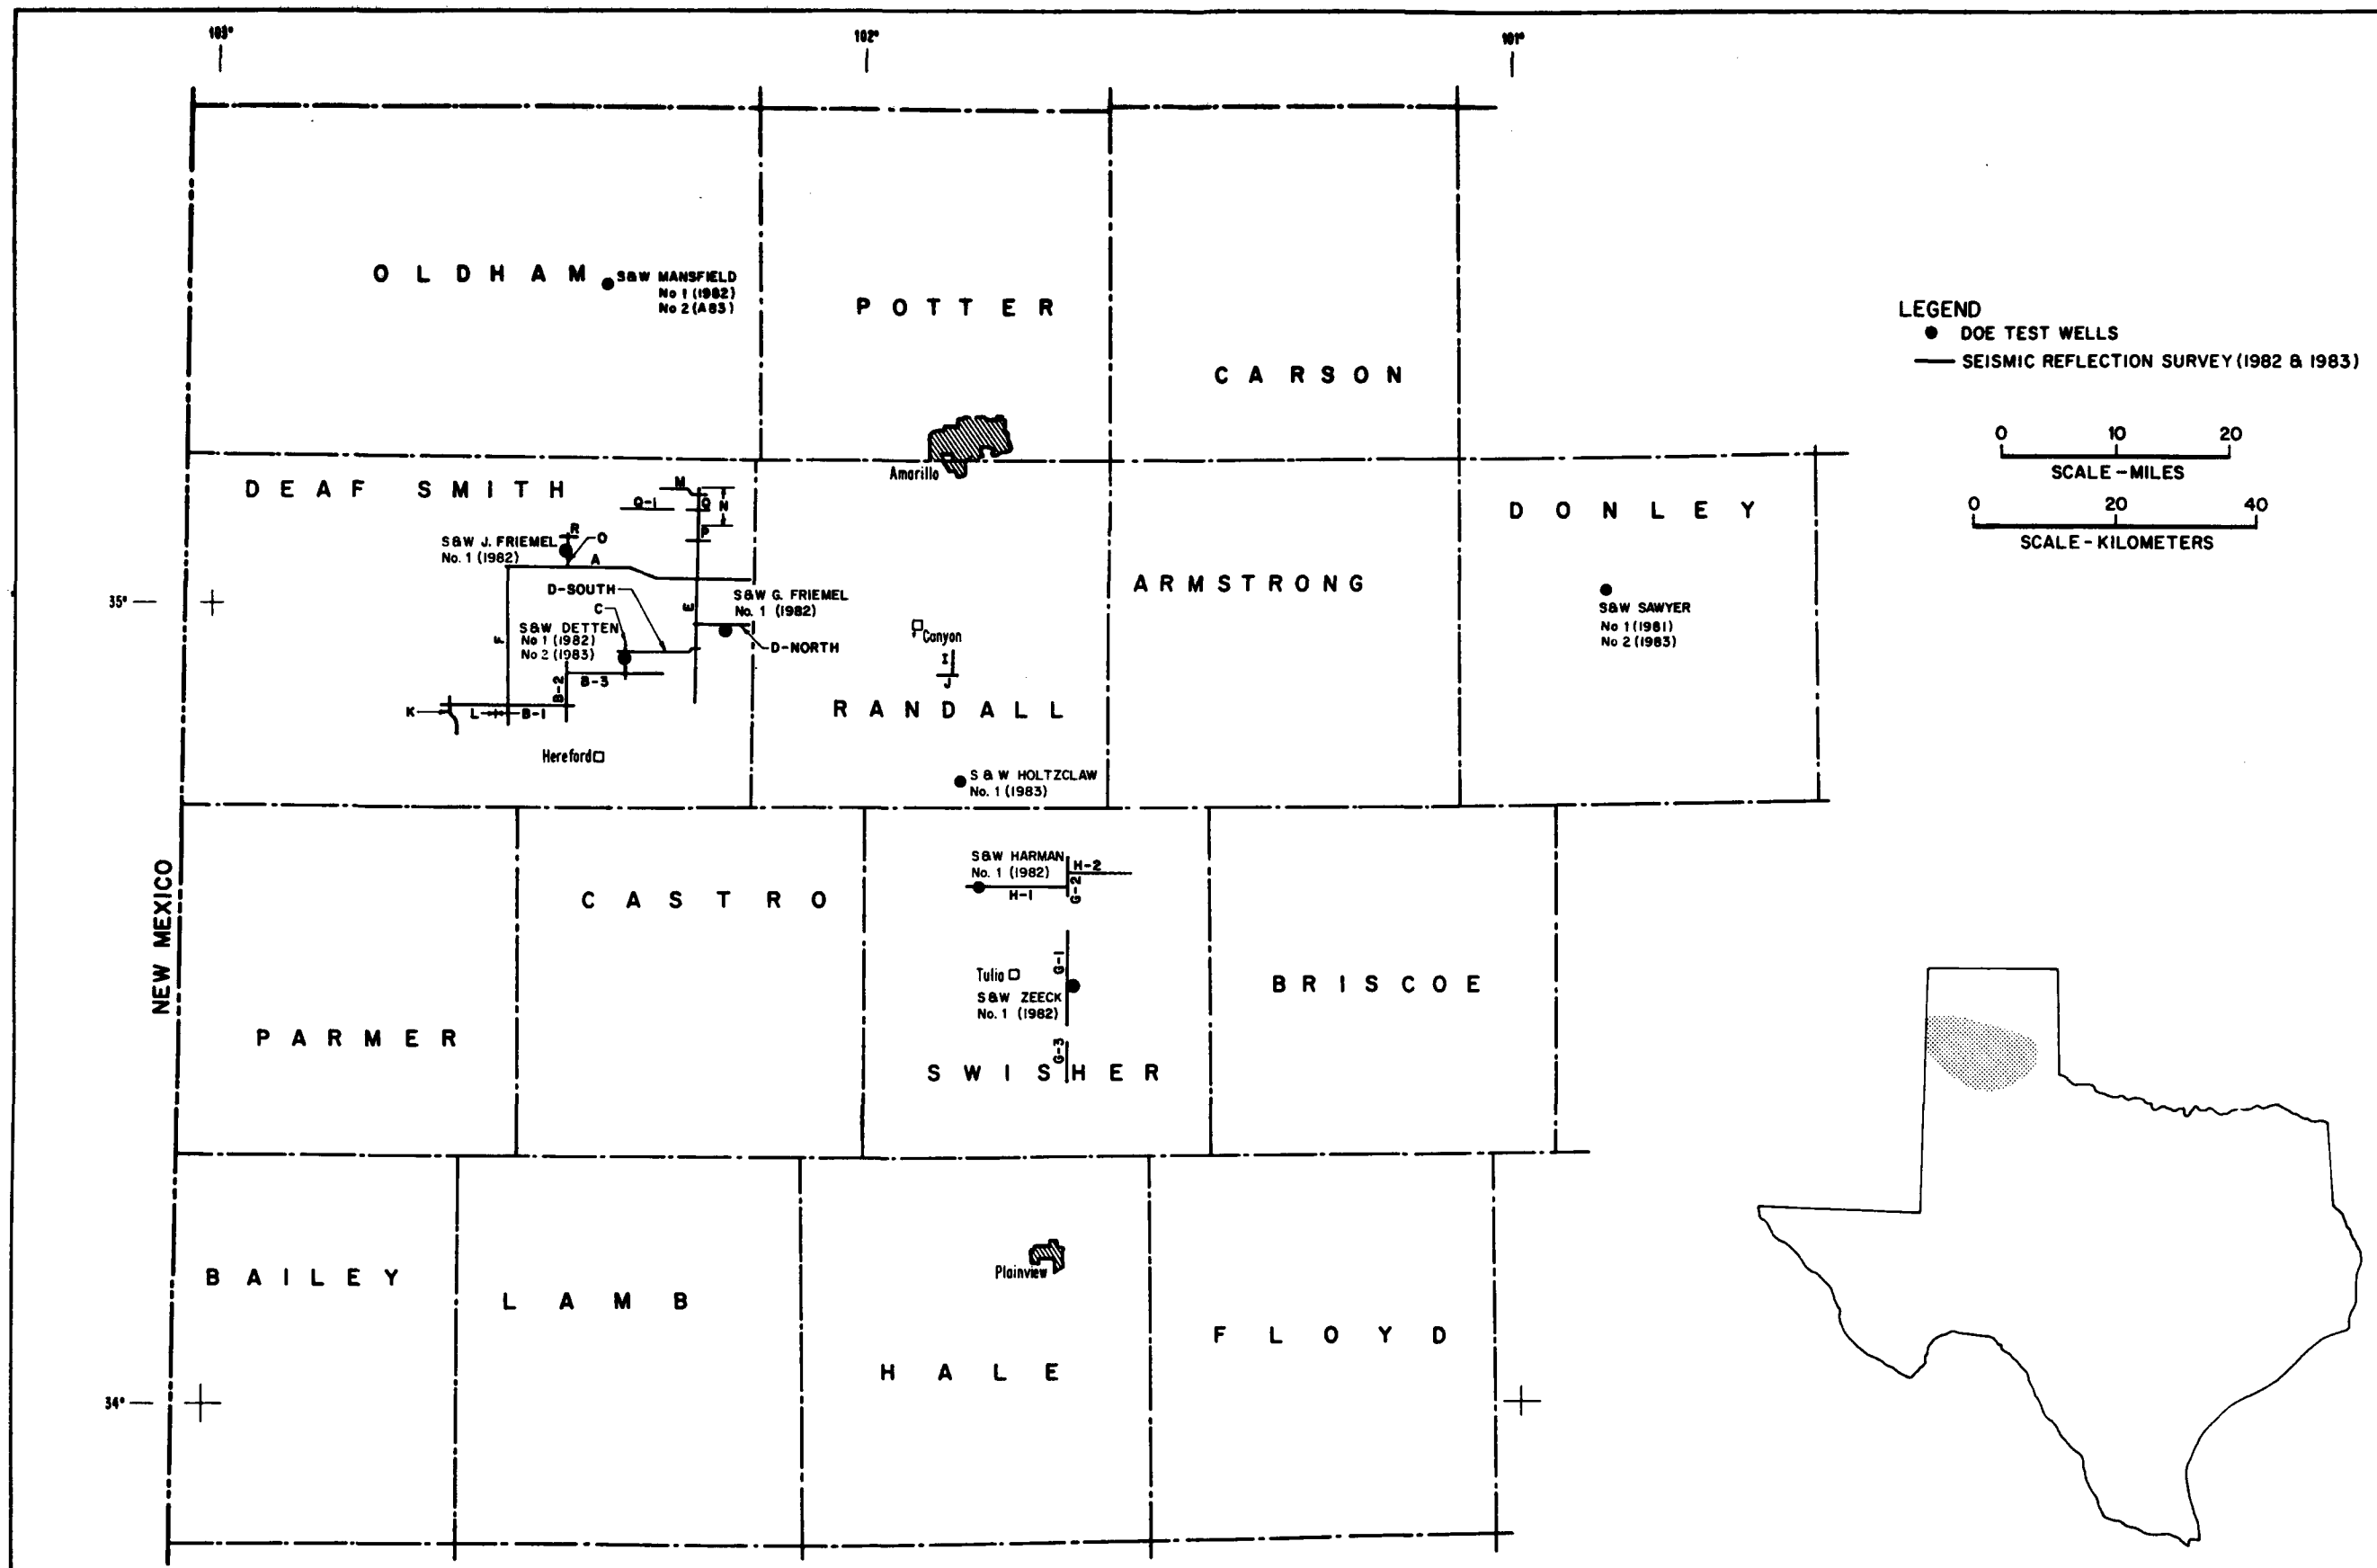 103°
102°
101°
OLDHAM
S&W MANSFIELD
No 1 (1982)
No 2 (A83)
POTTER
CARSON
LEGEND
DOE TEST WELLS
SEISMIC REFLECTION SURVEY (1982 & 1983)
0 10 20
SCALE-MILES
0 20 40
SCALE-KILOMETERS
Amarillo
DEAF SMITH
M
Q-1
Q
N
P
R
O
S&W J. FRIEMEL
No. 1 (1982)
A
DONLEY
ARMSTRONG
35°
D-SOUTH
C
E
S&W G. FRIEMEL
No. 1 (1982)
S&W SAWYER
No 1 (1981)
No 2 (1983)
F
S&W DETTEN
No 1 (1982)
No 2 (1983)
D-NORTH
Canyon
I
J
B-2
B-3
K
L
B-1
RANDALL
Hereford
S & W HOLTZCLAW
No. 1 (1983)
NEW MEXICO
S&W HARMAN
No. 1 (1982)
H-2
H-1
G-2
CASTRO
Tulia
G-1
S&W ZEECK
No. 1 (1982)
BRISCOE
PARMER
G-3
SWISHER
Plainview
BAILEY
LAMB
FLOYD
HALE
34°